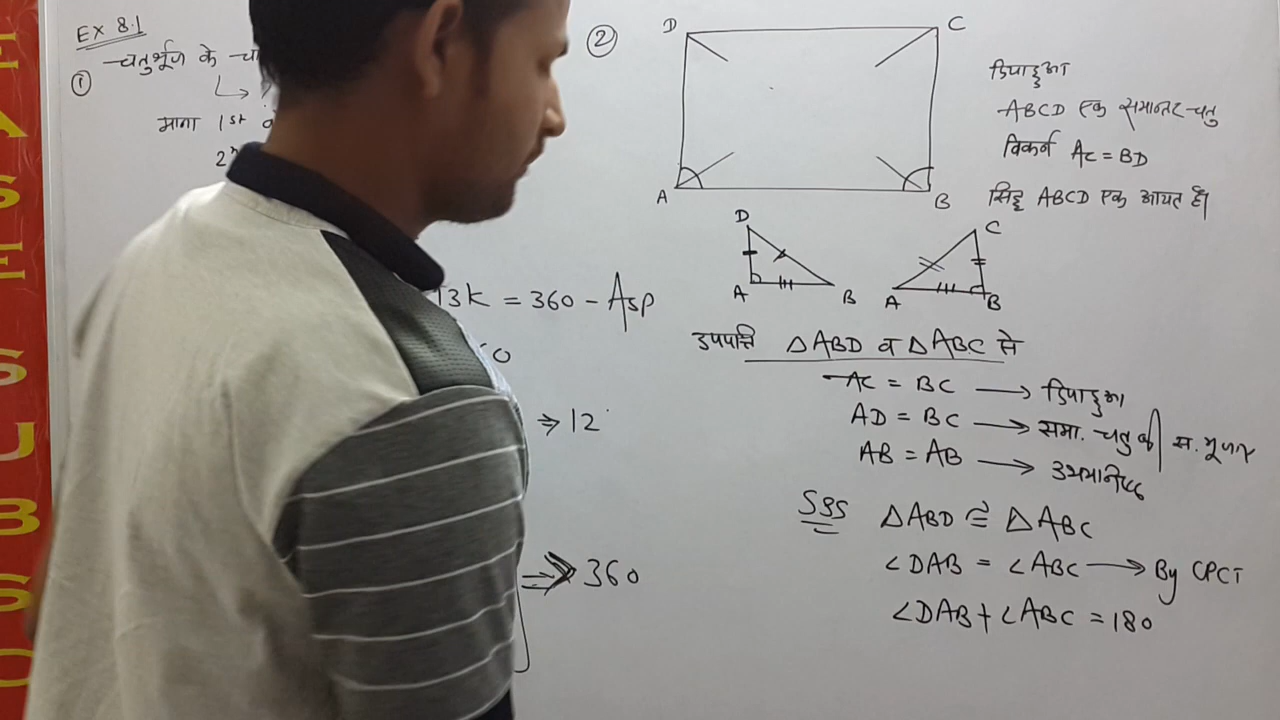 EX 8.1
① चतुर्भुज के
माना 1st
13K = 360 - Asp
⇒ 12
⇒ 360
②
D C
A B
D
A B
C
A B
ABCD एक समान्तर चतु
विकर्ण AC = BD
सिद्ध ABCD एक आयत है।
उपपत्ति △ABD व △ABC से
AC = BC →
AD = BC → समा. चतु की स. भुजाए
AB = AB → उभयनिष्ठ
SSS △ABD ≅ △ABC
∠DAB = ∠ABC → By CPCT
∠DAB + ∠ABC = 180